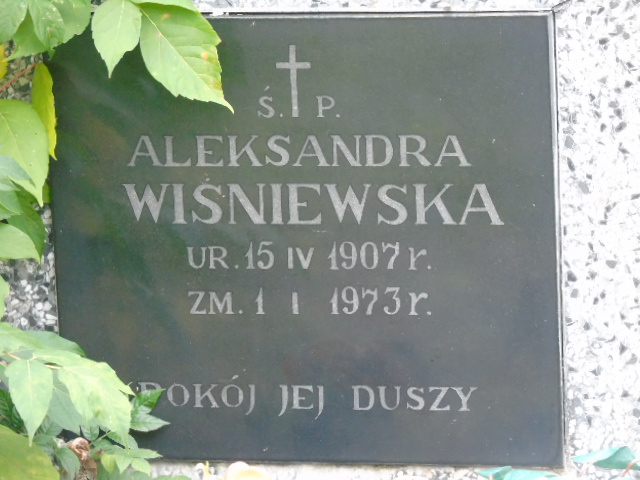 Ś. P.
ALEKSANDRA
WIŚNIEWSKA
UR. 15 IV 1907 r.
ZM. 1 I 1973 r.
POKÓJ JEJ DUSZY